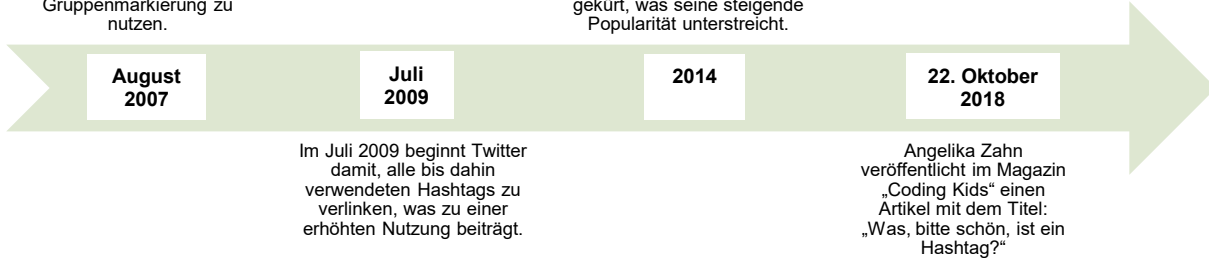 Gruppenmarkierung zu
nutzen.
gekürt, was seine steigende
Popularität unterstreicht.
August
2007
Juli
2009
2014
22. Oktober
2018
Im Juli 2009 beginnt Twitter
damit, alle bis dahin
verwendeten Hashtags zu
verlinken, was zu einer
erhöhten Nutzung beiträgt.
Angelika Zahn
veröffentlicht im Magazin
„Coding Kids“ einen
Artikel mit dem Titel:
„Was, bitte schön, ist ein
Hashtag?“